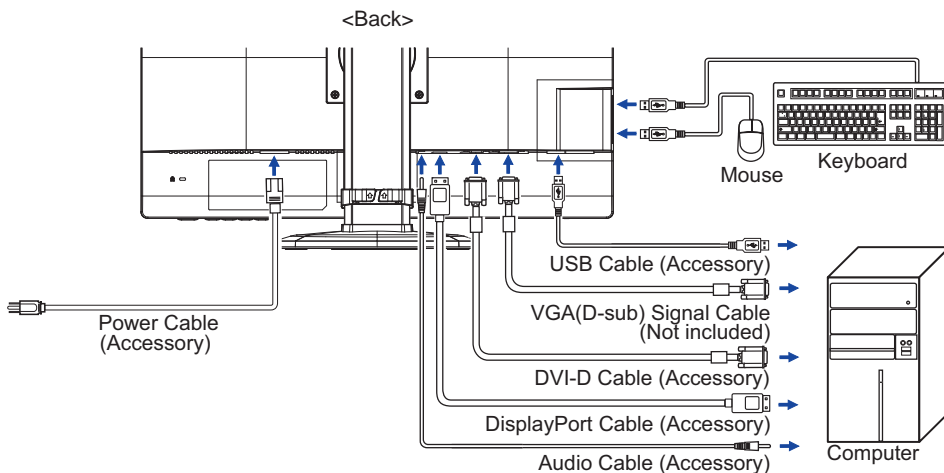 <Back>
Mouse
Keyboard
USB Cable (Accessory)
VGA(D-sub) Signal Cable
(Not included)
Power Cable
(Accessory)
DVI-D Cable (Accessory)
DisplayPort Cable (Accessory)
Audio Cable (Accessory)
Computer